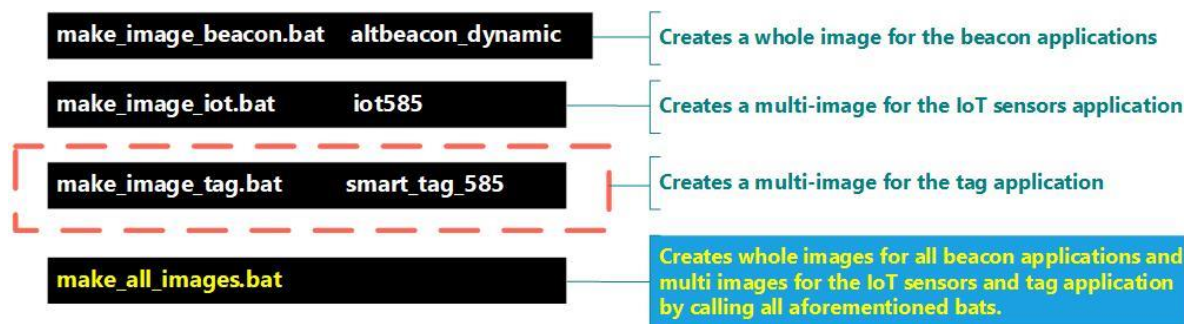 make_image_beacon.bat altbeacon_dynamic
Creates a whole image for the beacon applications
make_image_iot.bat iot585
Creates a multi-image for the IoT sensors application
make_image_tag.bat smart_tag_585
Creates a multi-image for the tag application
make_all_images.bat
Creates whole images for all beacon applications and
multi images for the IoT sensors and tag application
by calling all aforementioned bats.